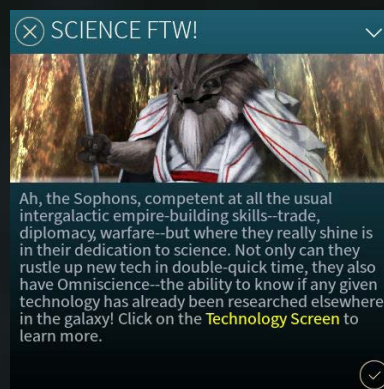 SCIENCE FTW!
Ah, the Sophons, competent at all the usual
intergalactic empire-building skills--trade,
diplomacy, warfare--but where they really shine is
in their dedication to science. Not only can they
rustle up new tech in double-quick time, they also
have Omniscience--the ability to know if any given
technology has already been researched elsewhere
in the galaxy! Click on the Technology Screen to
learn more.